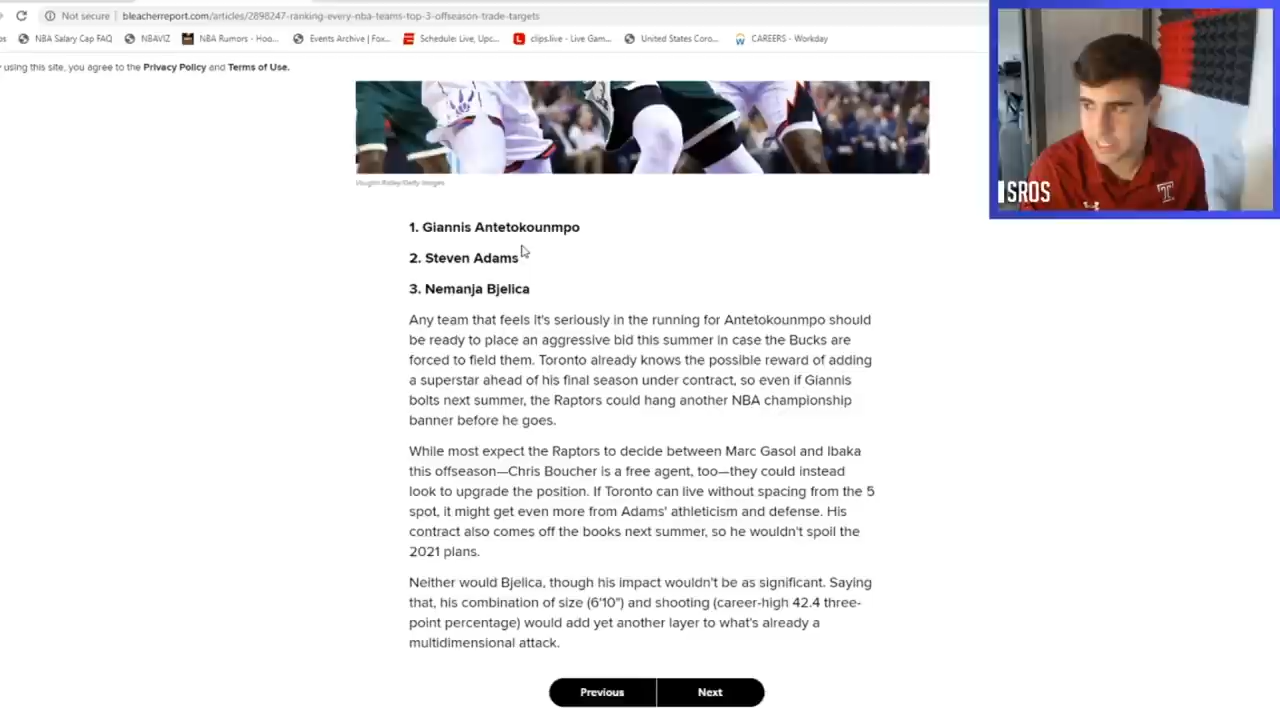 Not secure | bleacherreport.com/articles/2898247-ranking-every-nba-teams-top-3-offseason-trade-targets
NBA Salary Cap FAQ NBAVIZ NBA Rumors - Hoo... Events Archive | Fox... Schedule: Live, Upc... clips.live - Live Gam... United States Coro... CAREERS - Workday
using this site, you agree to the Privacy Policy and Terms of Use.
SROS
T
Vaughn Ridley/Getty Images
1. Giannis Antetokounmpo
2. Steven Adams
3. Nemanja Bjelica
Any team that feels it's seriously in the running for Antetokounmpo should
be ready to place an aggressive bid this summer in case the Bucks are
forced to field them. Toronto already knows the possible reward of adding
a superstar ahead of his final season under contract, so even if Giannis
bolts next summer, the Raptors could hang another NBA championship
banner before he goes.
While most expect the Raptors to decide between Marc Gasol and Ibaka
this offseason—Chris Boucher is a free agent, too—they could instead
look to upgrade the position. If Toronto can live without spacing from the 5
spot, it might get even more from Adams' athleticism and defense. His
contract also comes off the books next summer, so he wouldn't spoil the
2021 plans.
Neither would Bjelica, though his impact wouldn't be as significant. Saying
that, his combination of size (6'10") and shooting (career-high 42.4 three-
point percentage) would add yet another layer to what's already a
multidimensional attack.
Previous Next